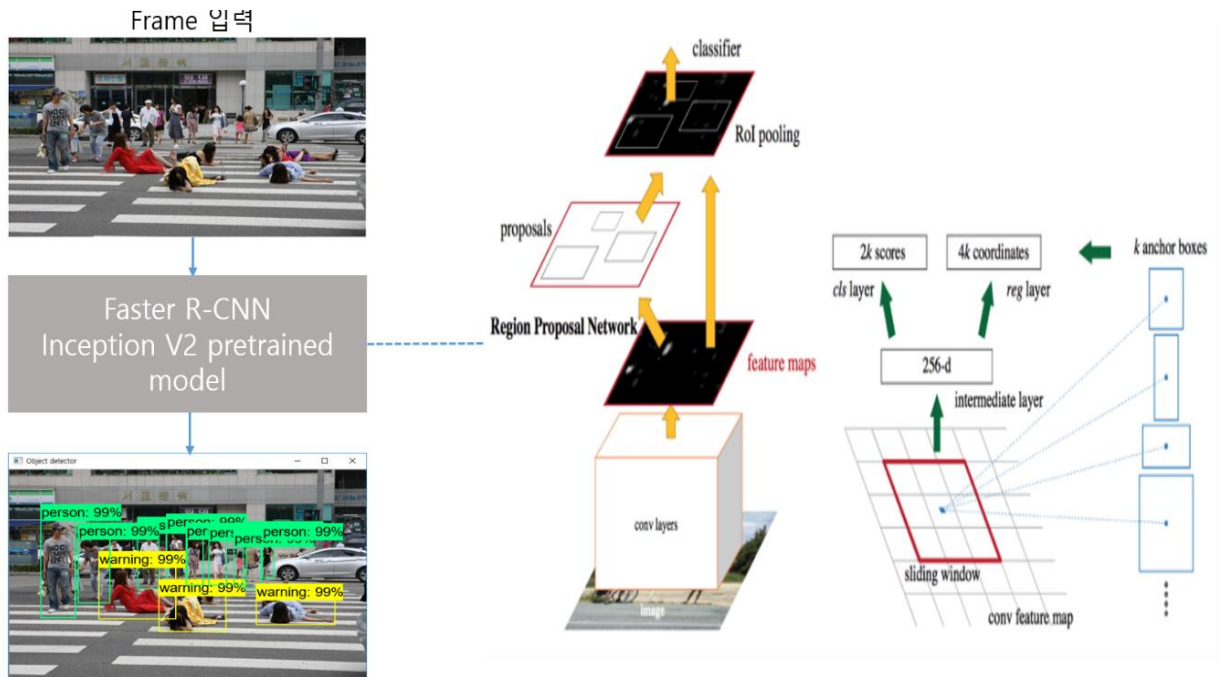 Frame 입력
Faster R-CNN
Inception V2 pretrained
model
Object detector
person: 99%
person: 99%
person: 99%
person: 99%
warning: 99%
warning: 99%
warning: 99%
classifier
RoI pooling
proposals
Region Proposal Network
feature maps
conv layers
image
2k scores
4k coordinates
k anchor boxes
cls layer
reg layer
256-d
intermediate layer
sliding window
conv feature map